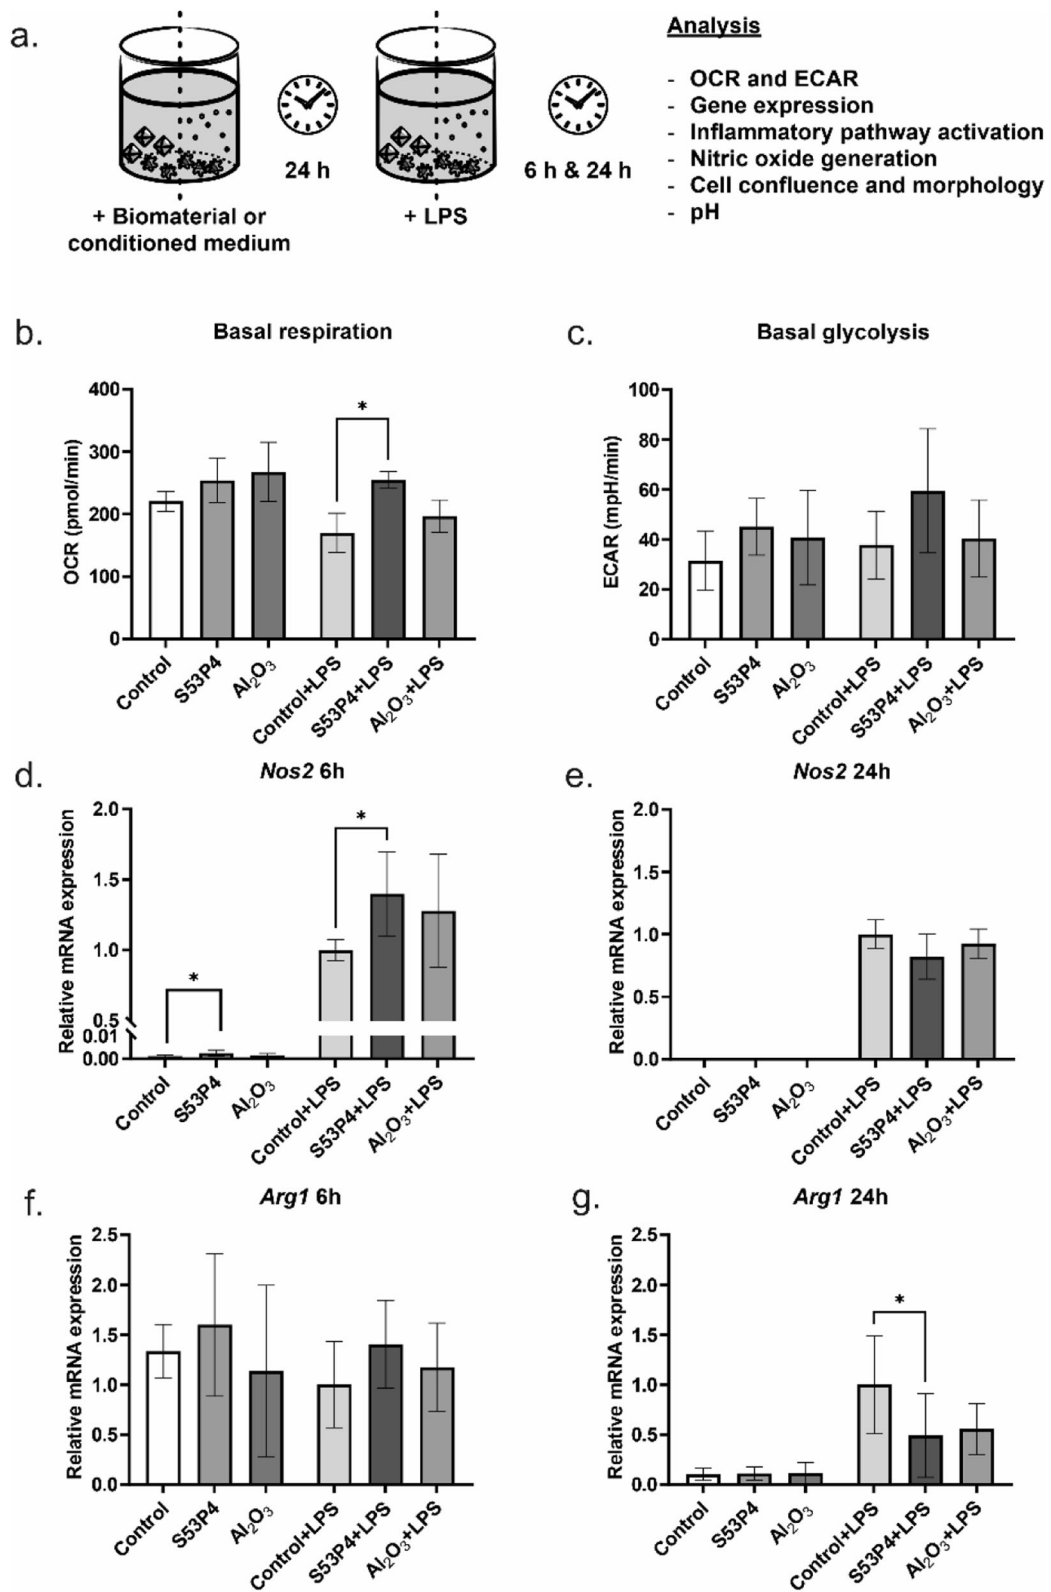 a.
24 h
6 h & 24 h
+ Biomaterial or
conditioned medium
+ LPS
Analysis
- OCR and ECAR
- Gene expression
- Inflammatory pathway activation
- Nitric oxide generation
- Cell confluence and morphology
- pH
b.
Basal respiration
OCR (pmol/min)
400
300
200
100
0
*
Control
S53P4
Al₂O₃
Control+LPS
S53P4+LPS
Al₂O₃+LPS
c.
Basal glycolysis
ECAR (mpH/min)
100
80
60
40
20
0
Control
S53P4
Al₂O₃
Control+LPS
S53P4+LPS
Al₂O₃+LPS
d.
Nos2 6h
Relative mRNA expression
2.0
1.5
1.0
0.5
0.01
0.00
*
*
Control
S53P4
Al₂O₃
Control+LPS
S53P4+LPS
Al₂O₃+LPS
e.
Nos2 24h
Relative mRNA expression
2.0
1.5
1.0
0.5
0.0
Control
S53P4
Al₂O₃
Control+LPS
S53P4+LPS
Al₂O₃+LPS
f.
Arg1 6h
Relative mRNA expression
2.5
2.0
1.5
1.0
0.5
0.0
Control
S53P4
Al₂O₃
Control+LPS
S53P4+LPS
Al₂O₃+LPS
g.
Arg1 24h
Relative mRNA expression
2.5
2.0
1.5
1.0
0.5
0.0
*
Control
S53P4
Al₂O₃
Control+LPS
S53P4+LPS
Al₂O₃+LPS